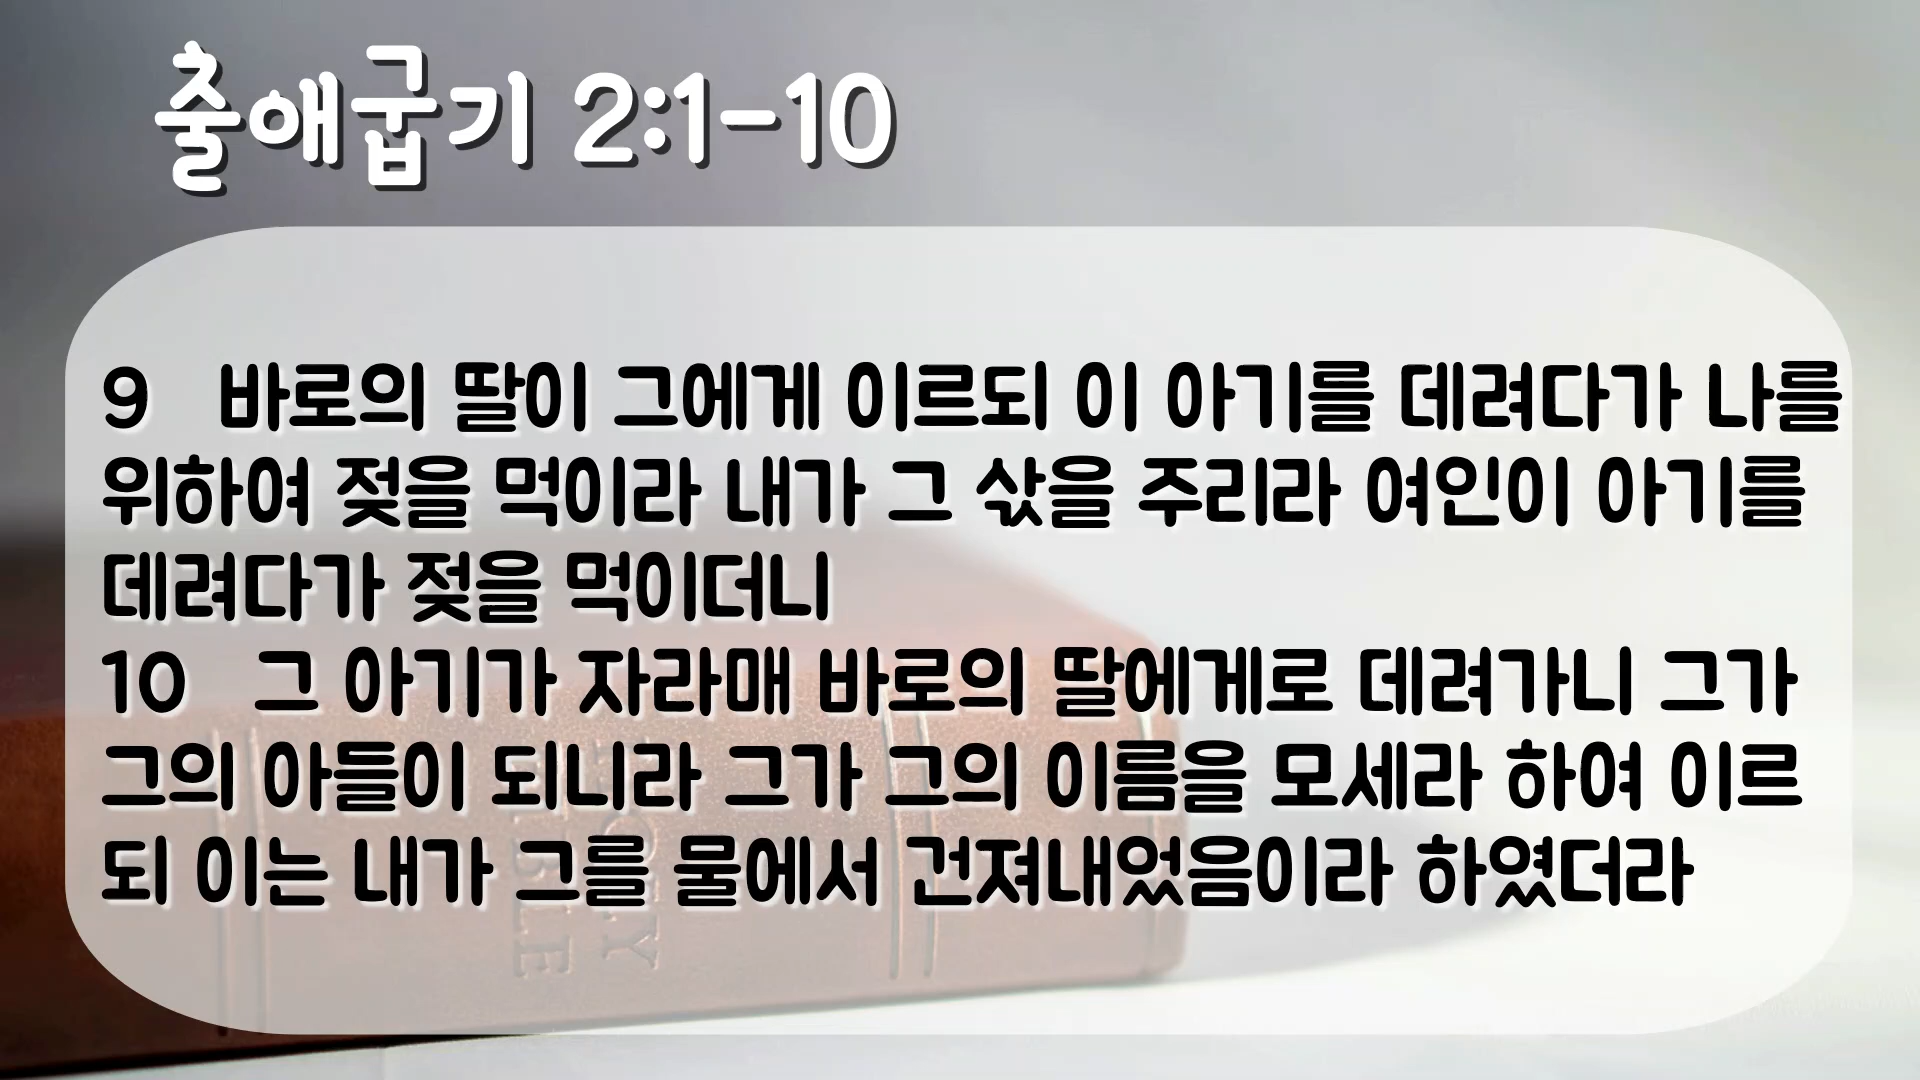 출애굽기 2:1-10
9 바로의 딸이 그에게 이르되 이 아기를 데려다가 나를
위하여 젖을 먹이라 내가 그 삯을 주리라 여인이 아기를
데려다가 젖을 먹이더니
10 그 아기가 자라매 바로의 딸에게로 데려가니 그가
그의 아들이 되니라 그가 그의 이름을 모세라 하여 이르
되 이는 내가 그를 물에서 건져내었음이라 하였더라
HOLY
BIBLE